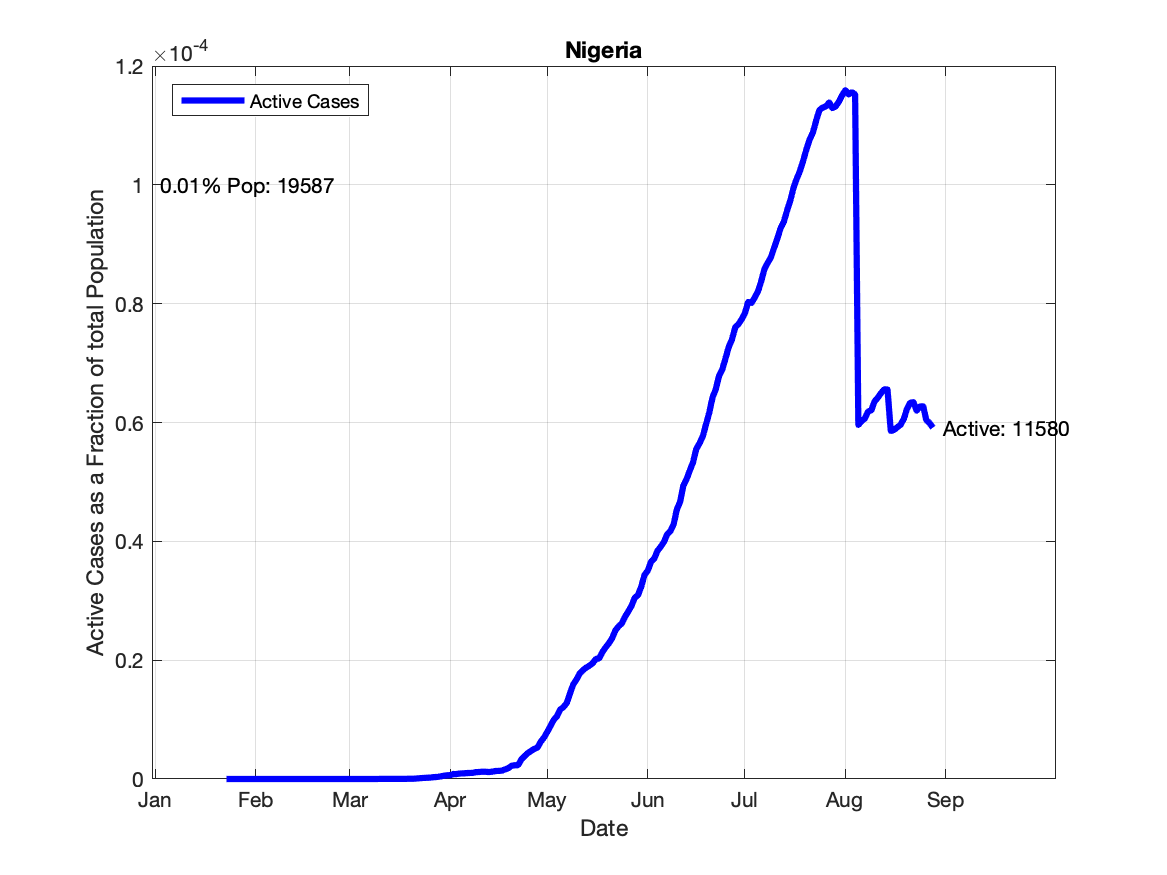 Nigeria
×10-4
1.2
1
0.8
0.6
0.4
0.2
0
Active Cases as a Fraction of total Population
Active Cases
0.01% Pop: 19587
Active: 11580
Jan Feb Mar Apr May Jun Jul Aug Sep
Date